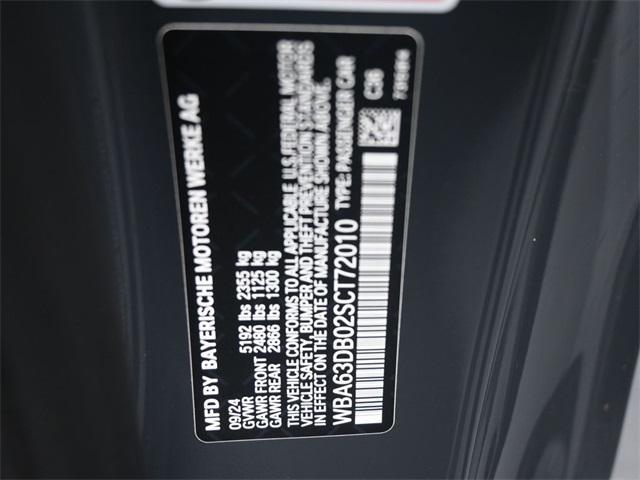 MFD BY BAYERISCHE MOTOREN WERKE AG
09/24
GVWR 5192 lbs 2355 kg
GAWR FRONT 2480 lbs 1125 kg
GAWR REAR 2866 lbs 1300 kg
THIS VEHICLE CONFORMS TO ALL APPLICABLE U.S. FEDERAL MOTOR
VEHICLE SAFETY, BUMPER AND THEFT PREVENTION STANDARDS
IN EFFECT ON THE DATE OF MANUFACTURE SHOWN ABOVE.
WBA63DB02SCT72010 TYPE: PASSENGER CAR
C36